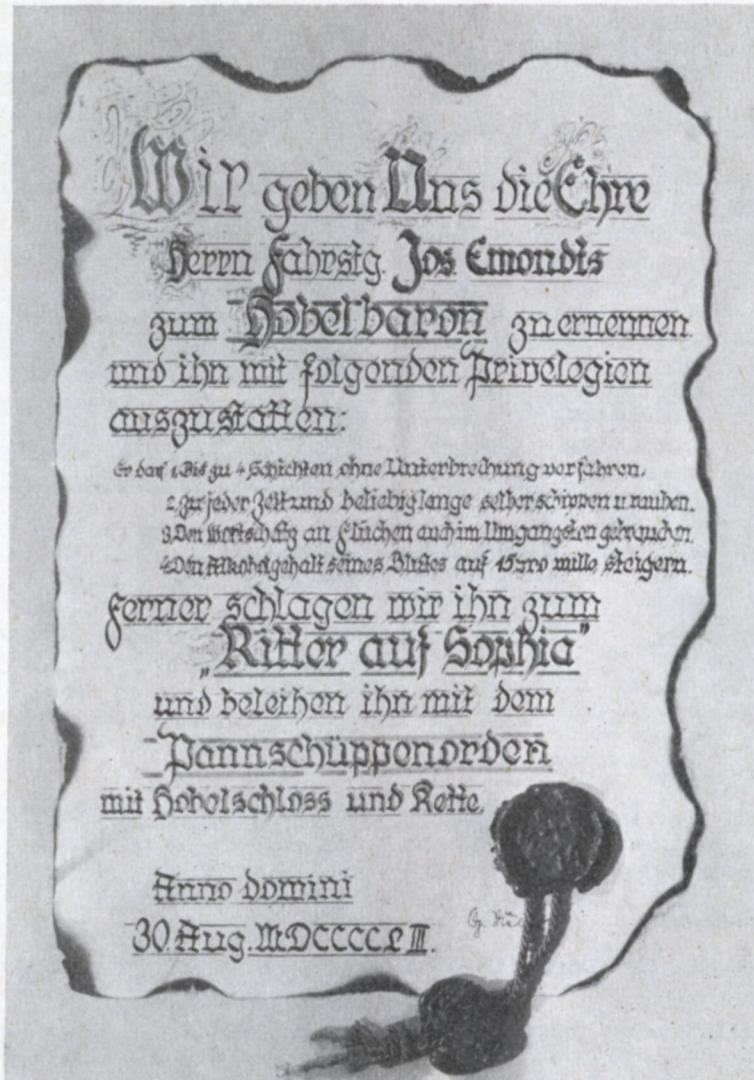 Wir geben Uns die Ehre
Herrn Fahrstg. Jos. Emondts
zum Hobelbaron zu ernennen
und ihn mit folgenden Privelegien
auszustatten:
Er darf 1. Bis zu 4 Schichten ohne Unterbrechung verfahren.
2. Zu jeder Zeit und beliebig lange selber schippen u. rauben.
3. Den Wortschatz an Flüchen auch im Umgangston gebrauchen.
4. Den Alkoholgehalt seines Blutes auf 15 pro mille steigern.
Ferner schlagen wir ihn zum
„Ritter auf Sophia”
und beleihen ihn mit dem
Pannschüppenorden
mit Hobelschloss und Kette.
Anno domini
30. Aug. MDCCCCLIII.